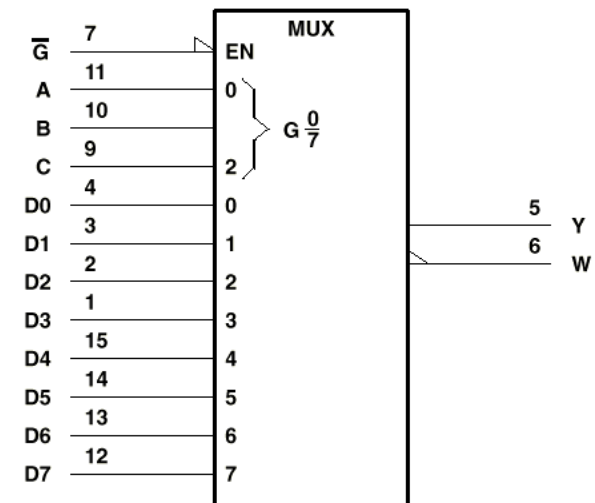 MUX
G̅ 7 EN
A 11 0
B 10
G 0/7
C 9 2
D0 4 0
D1 3 1
D2 2 2
D3 1 3
D4 15 4
D5 14 5
D6 13 6
D7 12 7
5 Y
6 W